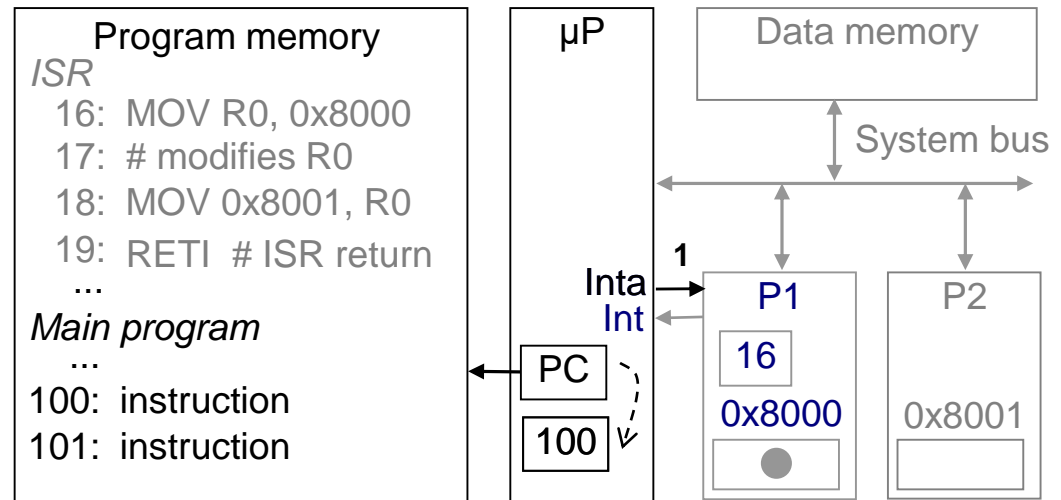 Program memory
ISR
16: MOV R0, 0x8000
17: # modifies R0
18: MOV 0x8001, R0
19: RETI # ISR return
...
Main program
...
100: instruction
101: instruction
µP
Inta
Int
PC
100
1
Data memory
System bus
P1
16
0x8000
P2
0x8001